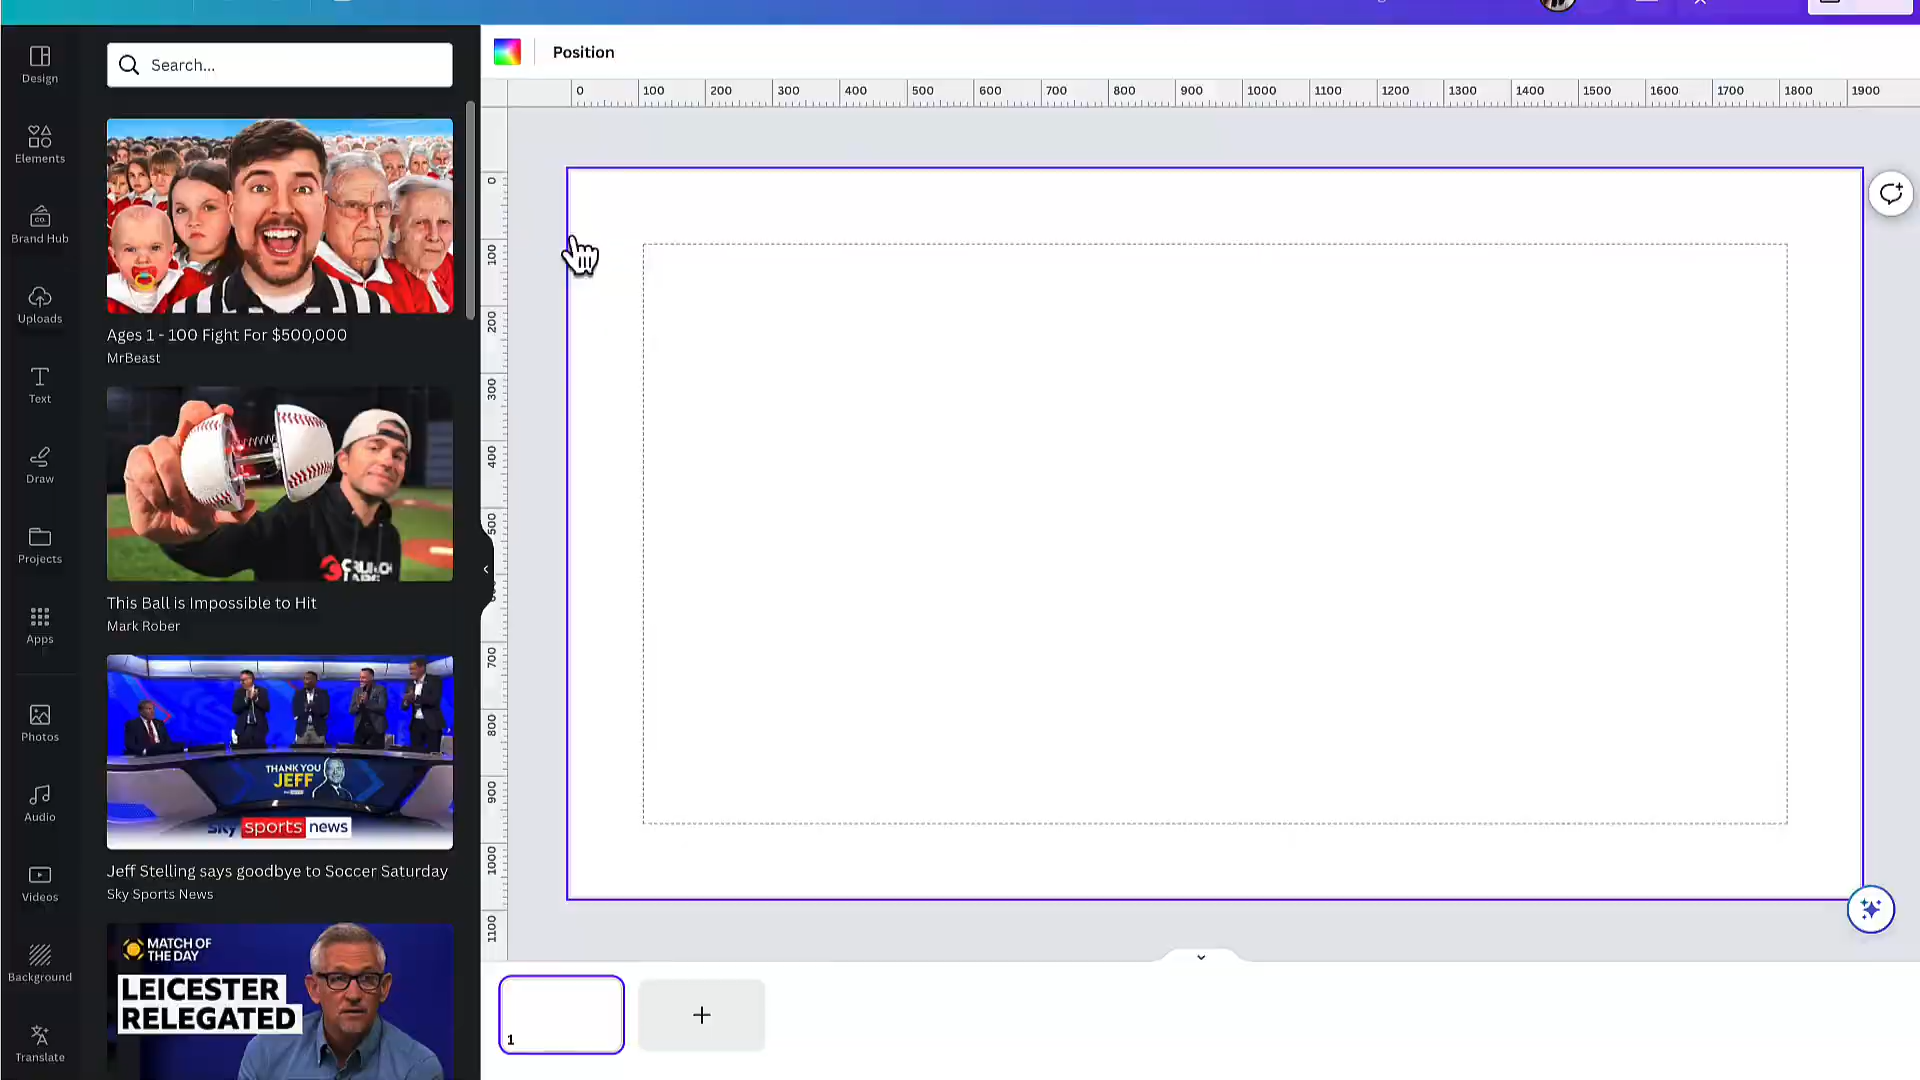 Design
Elements
Brand Hub
CO.
Uploads
Text
Draw
Projects
Apps
Photos
Audio
Videos
Background
Translate
Search...
Ages 1 - 100 Fight For $500,000
MrBeast
This Ball is Impossible to Hit
Mark Rober
THANK YOU
JEFF
sky sports news
Jeff Stelling says goodbye to Soccer Saturday
Sky Sports News
MATCH OF
THE DAY
LEICESTER
RELEGATED
Position
0 100 200 300 400 500 600 700 800 900 1000 1100 1200 1300 1400 1500 1600 1700 1800 1900
0
100
200
300
400
500
700
800
900
1000
1100
1